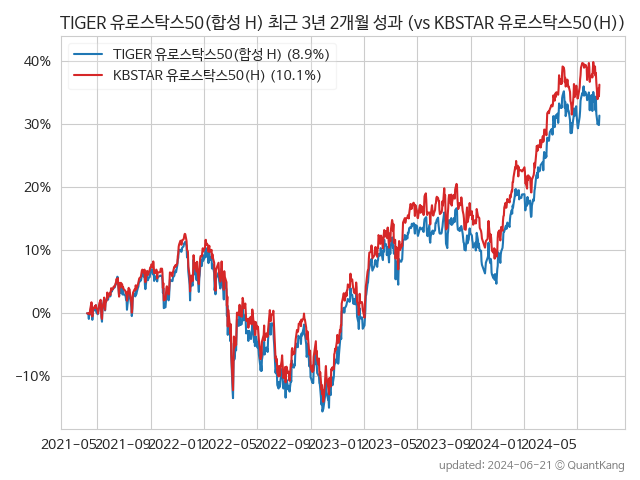 TIGER 유로스탁스50(합성 H) 최근 3년 2개월 성과 (vs KBSTAR 유로스탁스50(H))
TIGER 유로스탁스50(합성 H) (8.9%)
KBSTAR 유로스탁스50(H) (10.1%)
40%
30%
20%
10%
0%
−10%
2021-05 2021-09 2022-01 2022-05 2022-09 2023-01 2023-05 2023-09 2024-01 2024-05
updated: 2024-06-21 © QuantKang